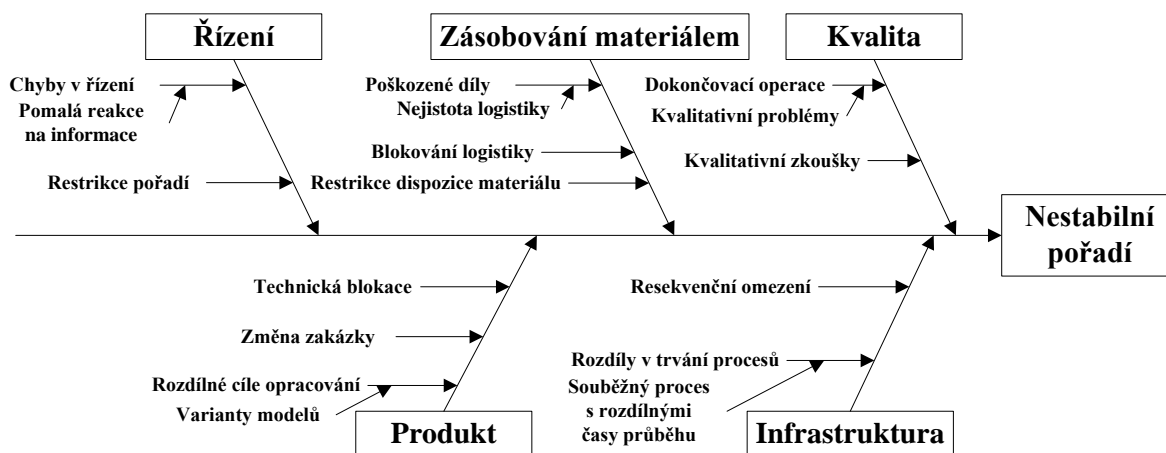 Řízení
Zásobování materiálem
Kvalita
Chyby v řízení
Pomalá reakce
na informace
Restrikce pořadí
Poškozené díly
Nejistota logistiky
Blokování logistiky
Restrikce dispozice materiálu
Dokončovací operace
Kvalitativní problémy
Kvalitativní zkoušky
Nestabilní
pořadí
Technická blokace
Změna zakázky
Rozdílné cíle opracování
Varianty modelů
Produkt
Resekvenční omezení
Rozdíly v trvání procesů
Souběžný proces
s rozdílnými
časy průběhu
Infrastruktura